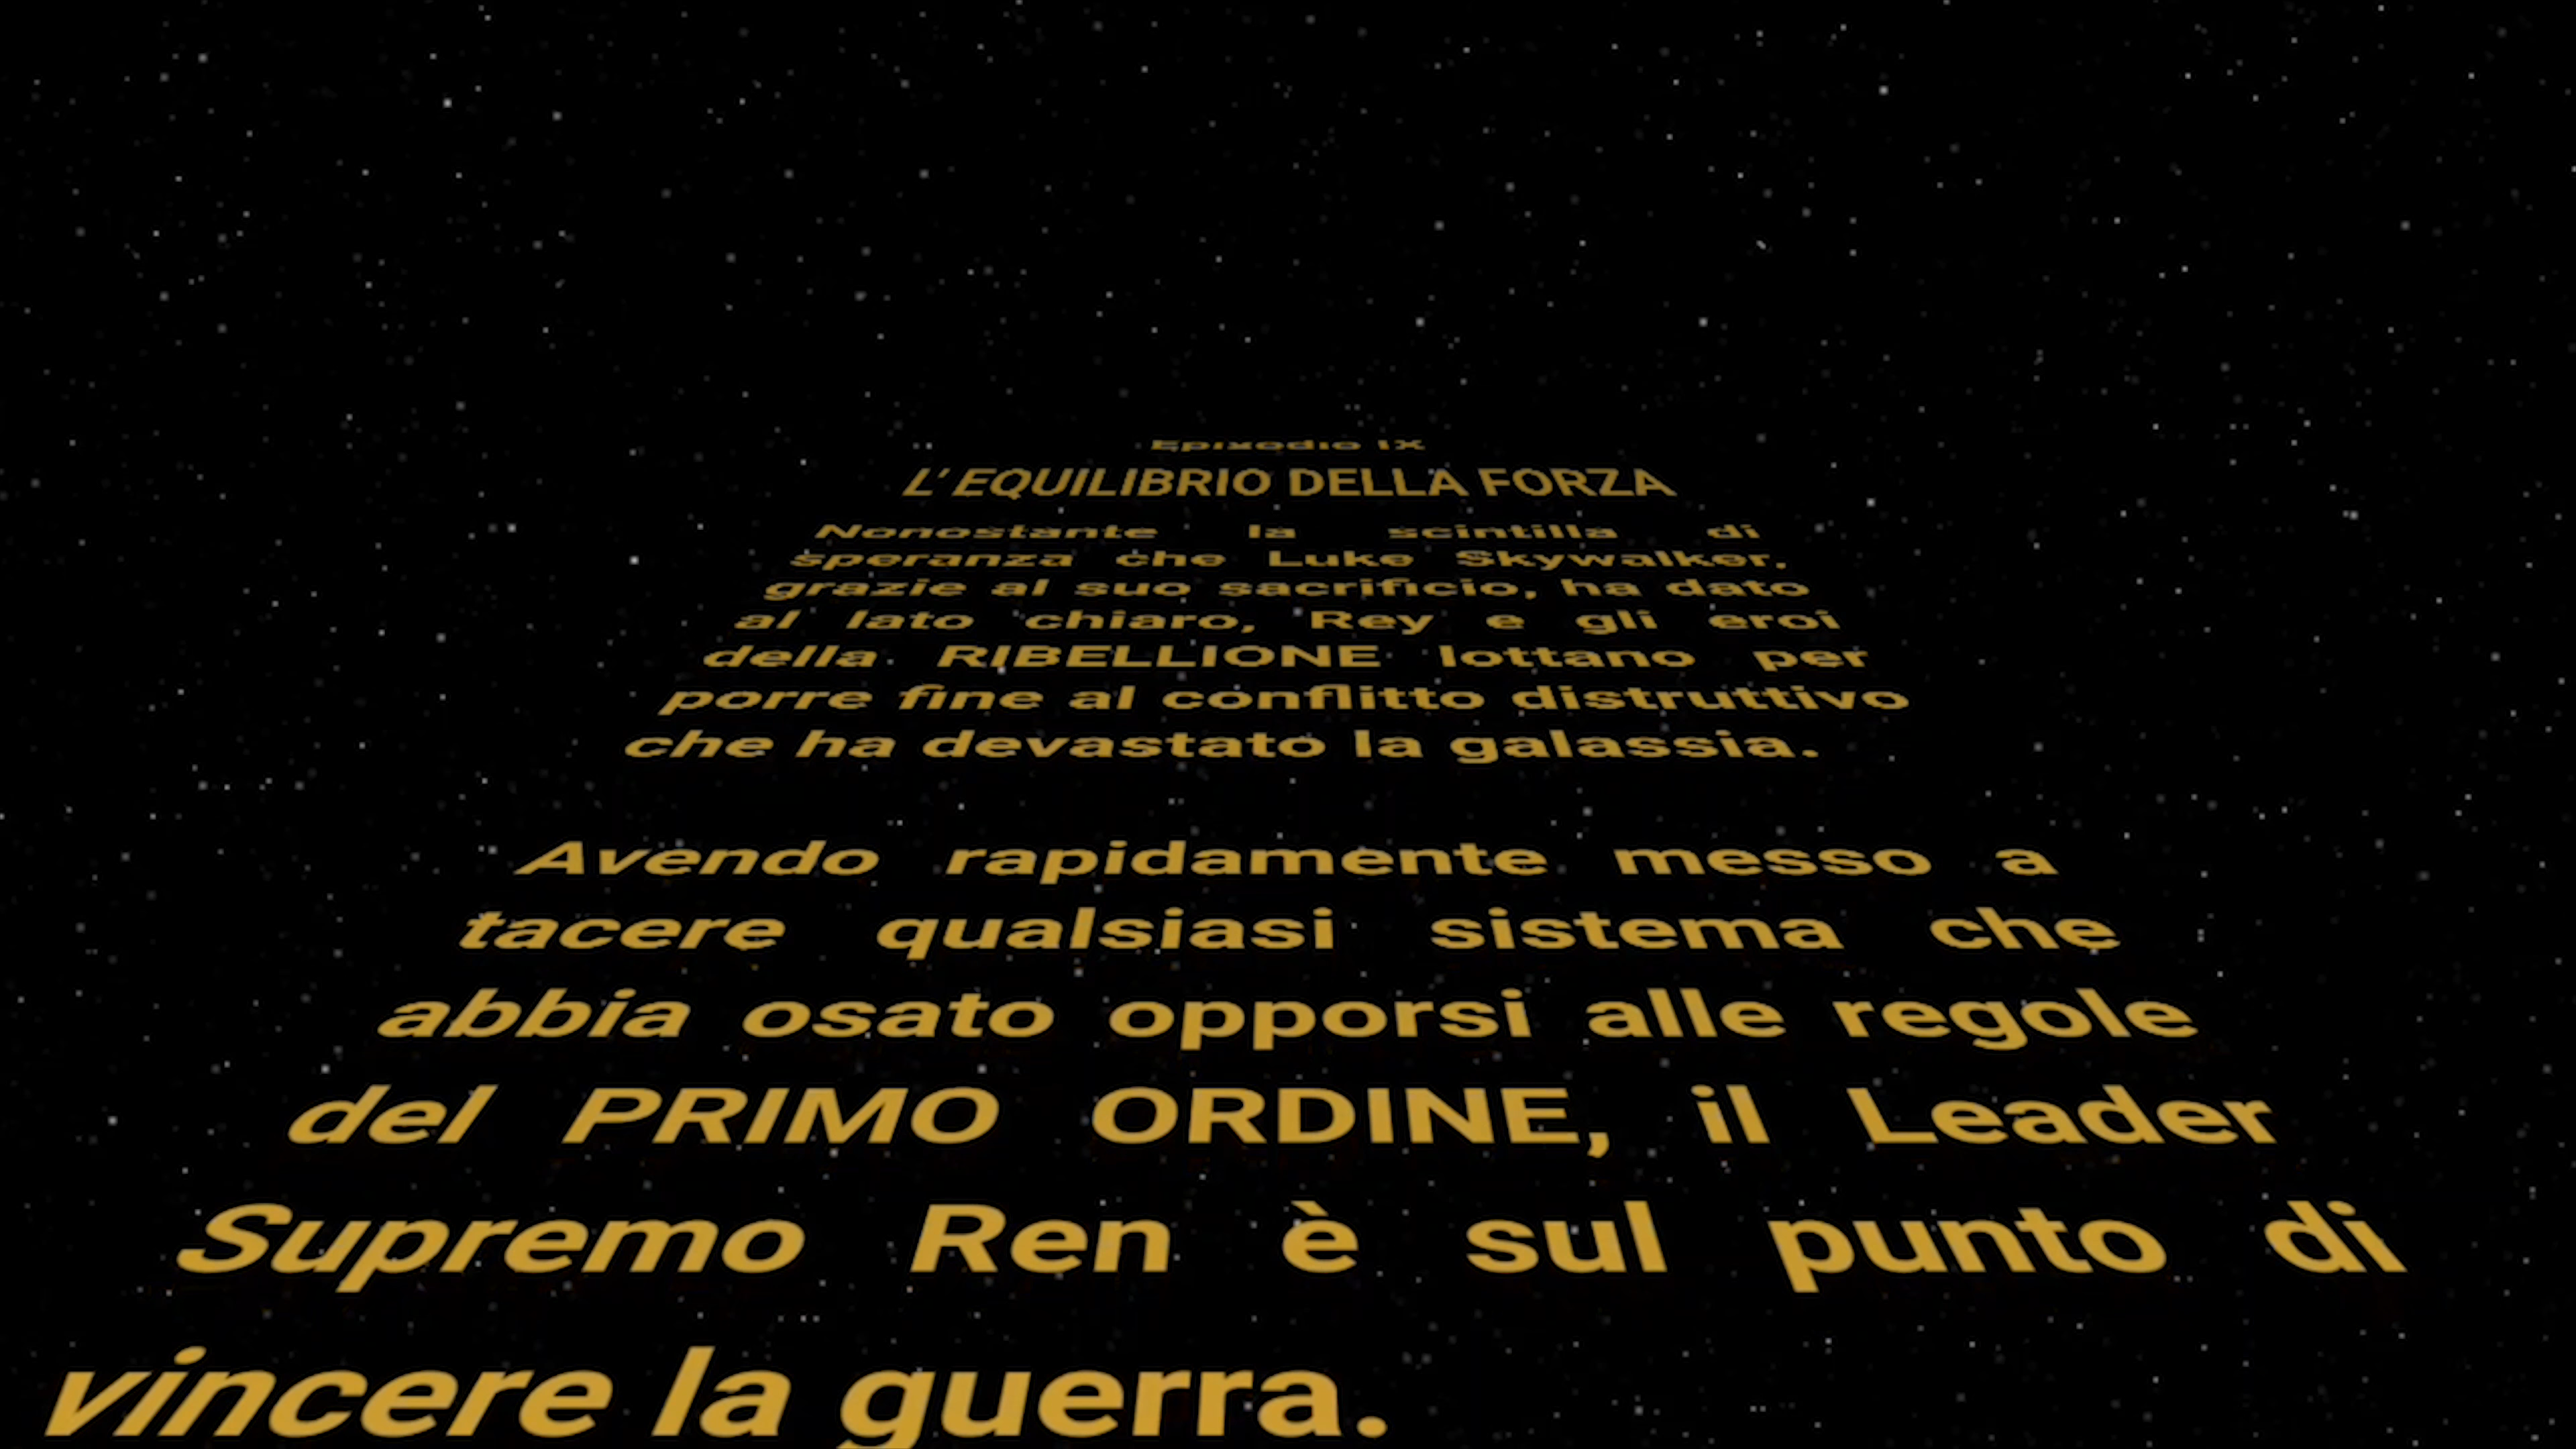 Episodio IX
L'EQUILIBRIO DELLA FORZA
Nonostante la scintilla di
speranza che Luke Skywalker,
grazie al suo sacrificio, ha dato
al lato chiaro, Rey e gli eroi
della RIBELLIONE lottano per
porre fine al conflitto distruttivo
che ha devastato la galassia.
Avendo rapidamente messo a
tacere qualsiasi sistema che
abbia osato opporsi alle regole
del PRIMO ORDINE, il Leader
Supremo Ren è sul punto di
vincere la guerra.